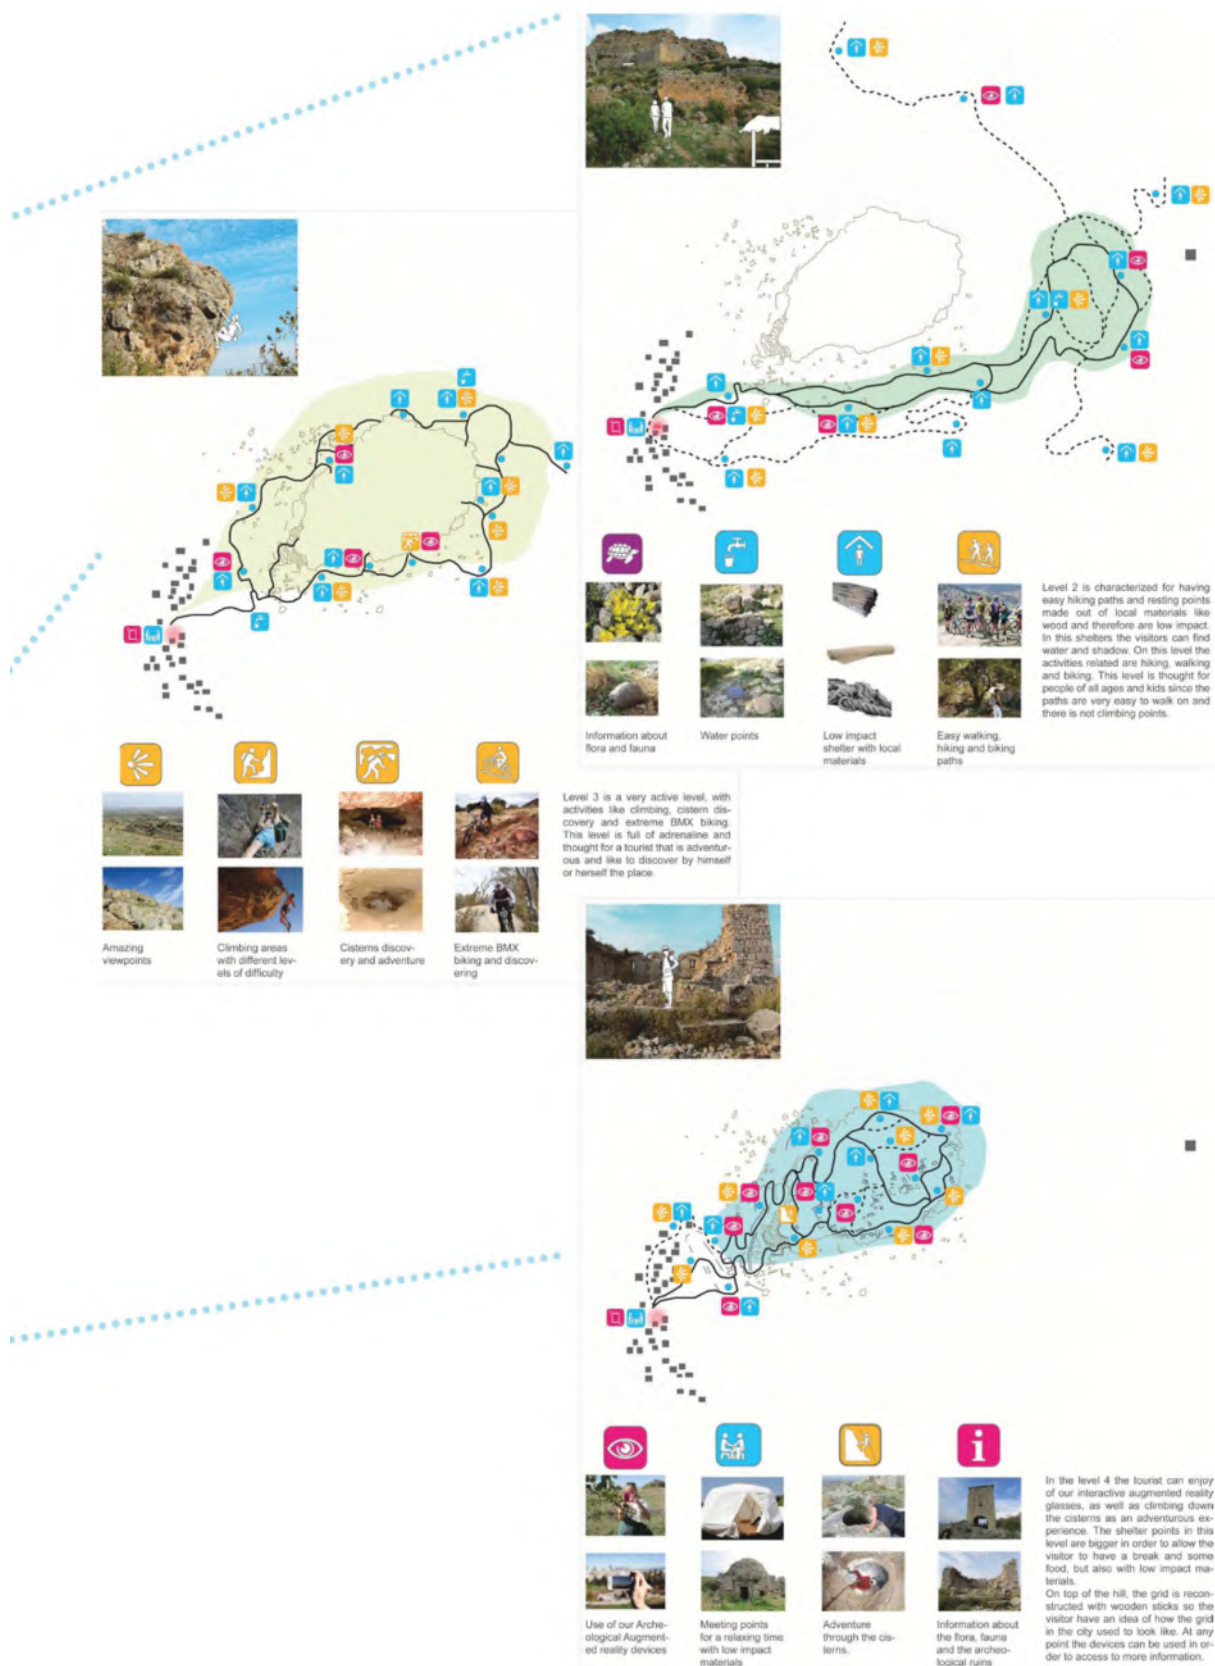 Information about
flora and fauna
Water points
Low impact
shelter with local
materials
Easy walking,
hiking and biking
paths
Level 2 is characterized for having
easy hiking paths and resting points
made out of local materials like
wood and therefore are low impact.
In this shelters the visitors can find
water and shadow. On this level the
activities related are hiking, walking
and biking. This level is thought for
people of all ages and kids since the
paths are very easy to walk on and
there is not climbing points.
Amazing
viewpoints
Climbing areas
with different lev-
els of difficulty
Cisterns discov-
ery and adventure
Extreme BMX
biking and discov-
ering
Level 3 is a very active level, with
activities like climbing, cistern dis-
covery and extreme BMX biking.
This level is full of adrenaline and
thought for a tourist that is adventur-
ous and like to discover by himself
or herself the place.
i
Use of our Arche-
ological Augment-
ed reality devices
Meeting points
for a relaxing time
with low impact
materials
Adventure
through the cis-
terns.
Information about
the flora, fauna
and the archeo-
logical ruins
In the level 4 the tourist can enjoy
of our interactive augmented reality
glasses, as well as climbing down
the cisterns as an adventurous ex-
perience. The shelter points in this
level are bigger in order to allow the
visitor to have a break and some
food, but also with low impact ma-
terials.
On top of the hill, the grid is recon-
structed with wooden sticks so the
visitor have an idea of how the grid
in the city used to look like. At any
point the devices can be used in or-
der to access to more information.